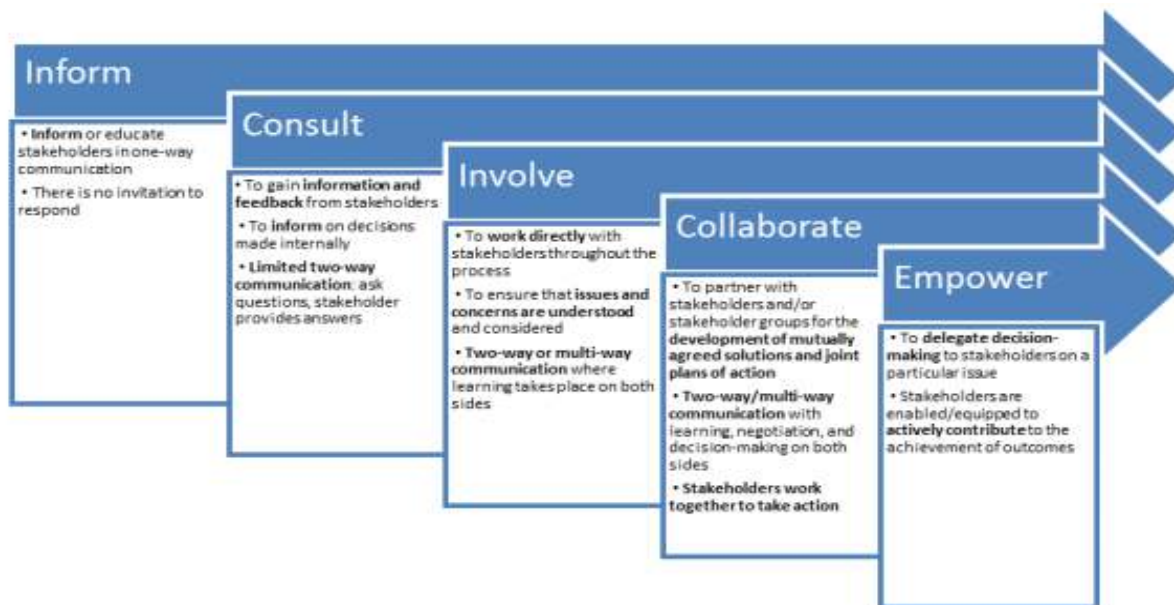 Inform
• Inform or educate
stakeholders in one-way
communication
• There is no invitation to
respond
Consult
• To gain information and
feedback from stakeholders
• To inform on decisions
made internally
• Limited two-way
communication: ask
questions, stakeholder
provides answers
Involve
• To work directly with
stakeholders throughout the
process
• To ensure that issues and
concerns are understood
and considered
• Two-way or multi-way
communication where
learning takes place on both
sides
Collaborate
• To partner with
stakeholders and/or
stakeholder groups for the
development of mutually
agreed solutions and joint
plans of action
• Two-way/multi-way
communication with
learning, negotiation, and
decision-making on both
sides
• Stakeholders work
together to take action
Empower
• To delegate decision-
making to stakeholders on a
particular issue
• Stakeholders are
enabled/equipped to
actively contribute to the
achievement of outcomes